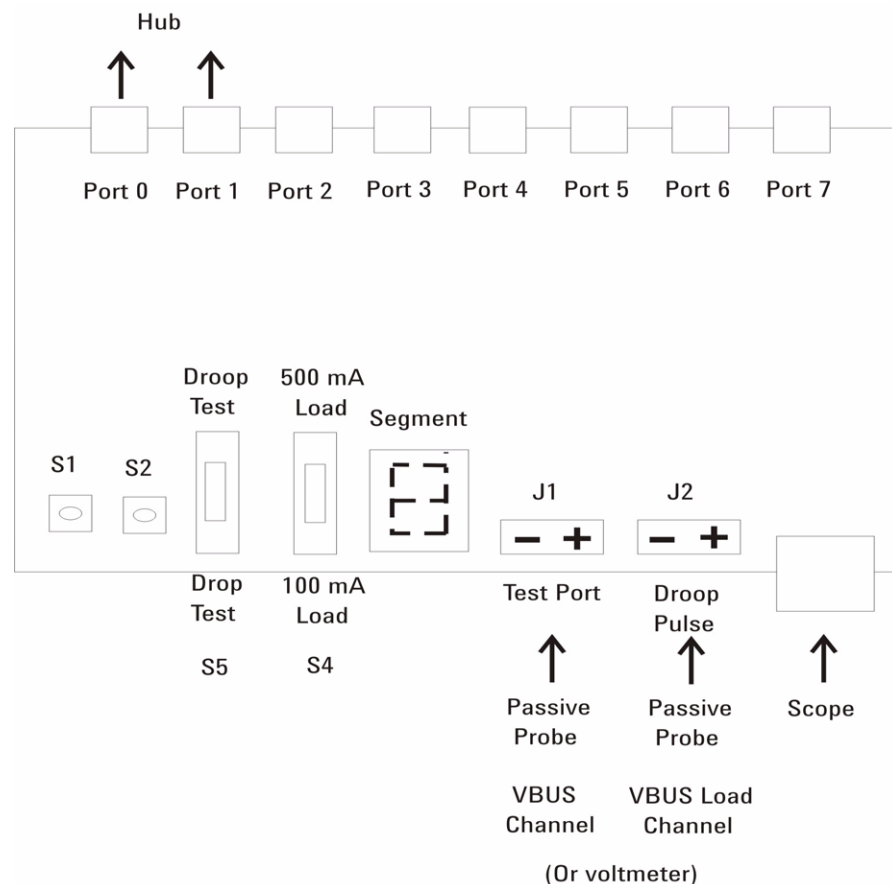 Hub
Port 0 Port 1 Port 2 Port 3 Port 4 Port 5 Port 6 Port 7
Droop
Test
500 mA
Load
Segment
S1
S2
J1
J2
- +
- +
Drop
Test
100 mA
Load
S5
S4
Test Port
Droop
Pulse
Passive
Probe
Passive
Probe
Scope
VBUS
Channel
VBUS Load
Channel
(Or voltmeter)